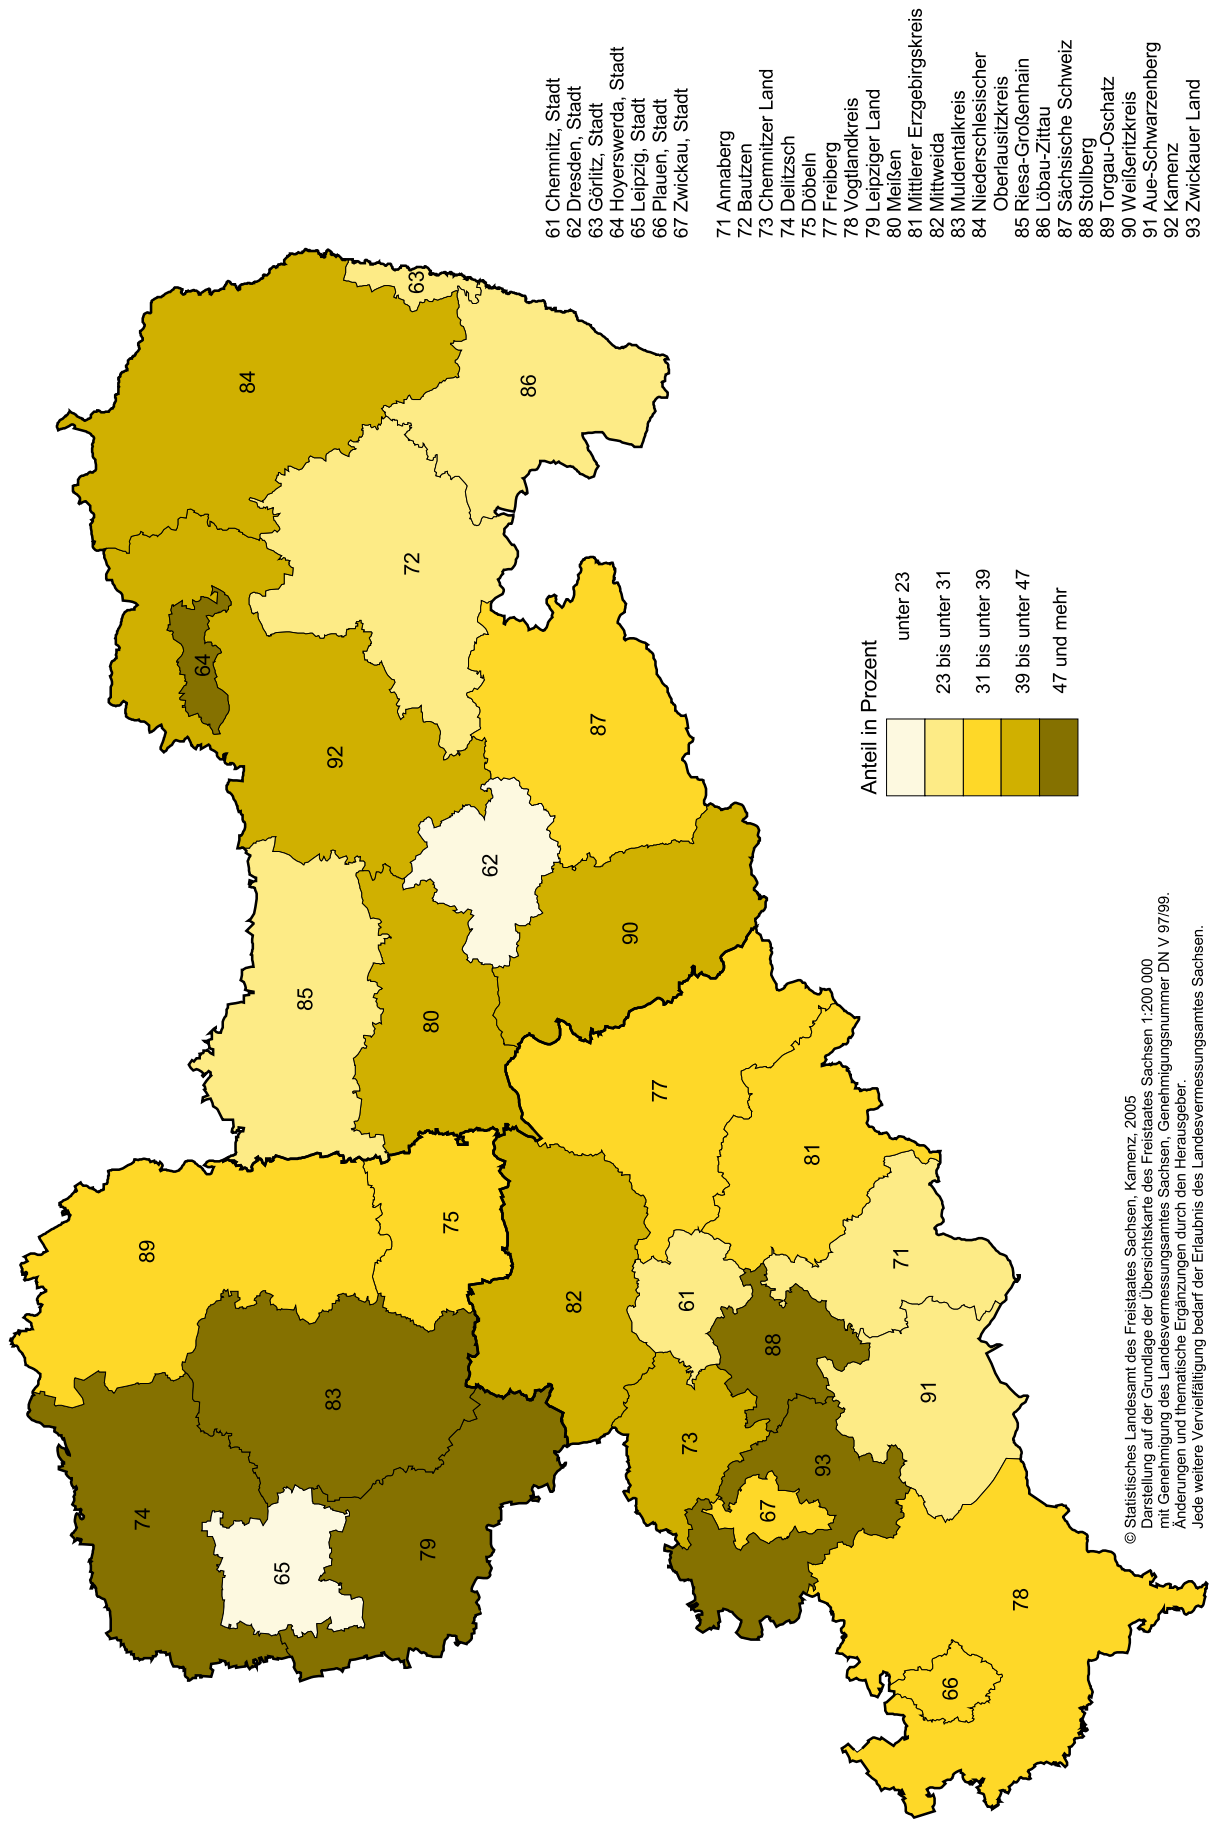 84
63
86
64
72
92
87
62
85
80
90
89
75
77
81
82
61
71
83
88
91
74
73
93
67
65
79
78
66
61 Chemnitz, Stadt
62 Dresden, Stadt
63 Görlitz, Stadt
64 Hoyerswerda, Stadt
65 Leipzig, Stadt
66 Plauen, Stadt
67 Zwickau, Stadt
71 Annaberg
72 Bautzen
73 Chemnitzer Land
74 Delitzsch
75 Döbeln
77 Freiberg
78 Vogtlandkreis
79 Leipziger Land
80 Meißen
81 Mittlerer Erzgebirgskreis
82 Mittweida
83 Muldentalkreis
84 Niederschlesischer
Oberlausitzkreis
85 Riesa-Großenhain
86 Löbau-Zittau
87 Sächsische Schweiz
88 Stollberg
89 Torgau-Oschatz
90 Weißeritzkreis
91 Aue-Schwarzenberg
92 Kamenz
93 Zwickauer Land
Anteil in Prozent
unter 23
23 bis unter 31
31 bis unter 39
39 bis unter 47
47 und mehr
© Statistisches Landesamt des Freistaates Sachsen, Kamenz, 2005
Darstellung auf der Grundlage der Übersichtskarte des Freistaates Sachsen 1:200 000
mit Genehmigung des Landesvermessungsamtes Sachsen, Genehmigungsnummer DN V 97/99.
Änderungen und thematische Ergänzungen durch den Herausgeber.
Jede weitere Vervielfältigung bedarf der Erlaubnis des Landesvermessungsamtes Sachsen.